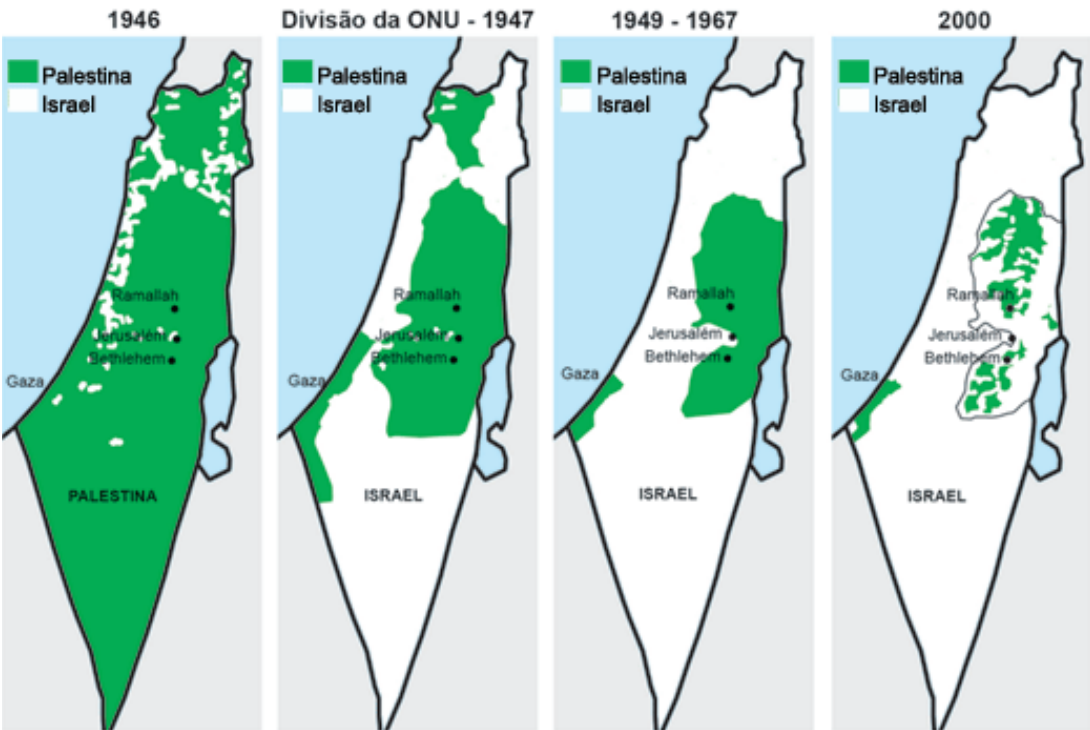 1946
Palestina
Israel
Ramallah
Jerusalém
Bethlehem
Gaza
PALESTINA
Divisão da ONU - 1947
Palestina
Israel
Ramallah
Jerusalém
Bethlehem
ISRAEL
1949 - 1967
Palestina
Israel
Ramallah
Jerusalém
Bethlehem
Gaza
ISRAEL
2000
Palestina
Israel
Ramallah
Jerusalém
Bethlehem
Gaza
ISRAEL